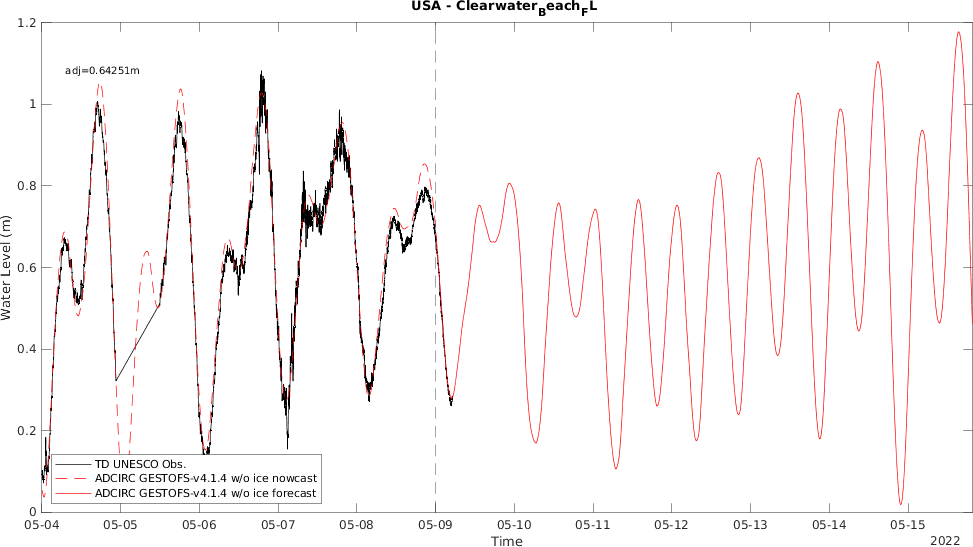 USA - ClearwaterBeachFL
1.2
1
0.8
0.6
0.4
0.2
0
Water Level (m)
adj=0.64251m
TD UNESCO Obs.
ADCIRC GESTOFS-v4.1.4 w/o ice nowcast
ADCIRC GESTOFS-v4.1.4 w/o ice forecast
05-04 05-05 05-06 05-07 05-08 05-09 05-10 05-11 05-12 05-13 05-14 05-15
Time
2022